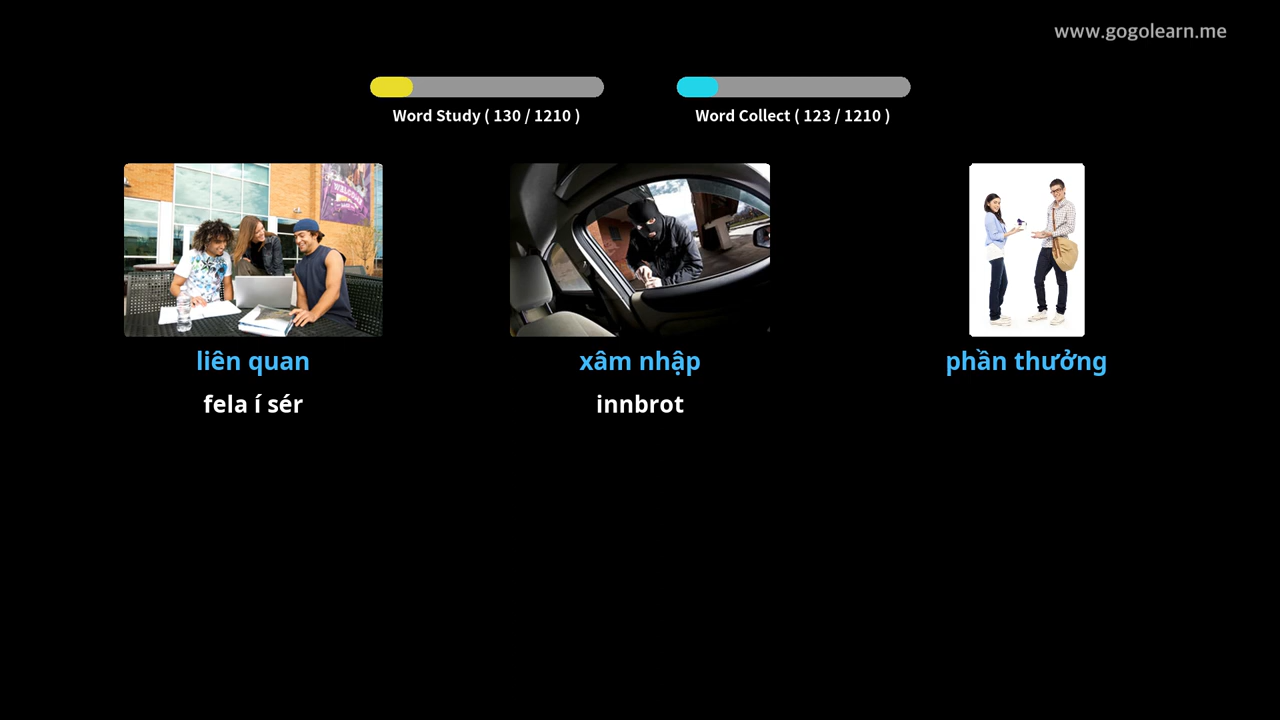 www.gogolearn.me
Word Study ( 130 / 1210 )
Word Collect ( 123 / 1210 )
WELCOME
liên quan
xâm nhập
phần thưởng
fela í sér
innbrot